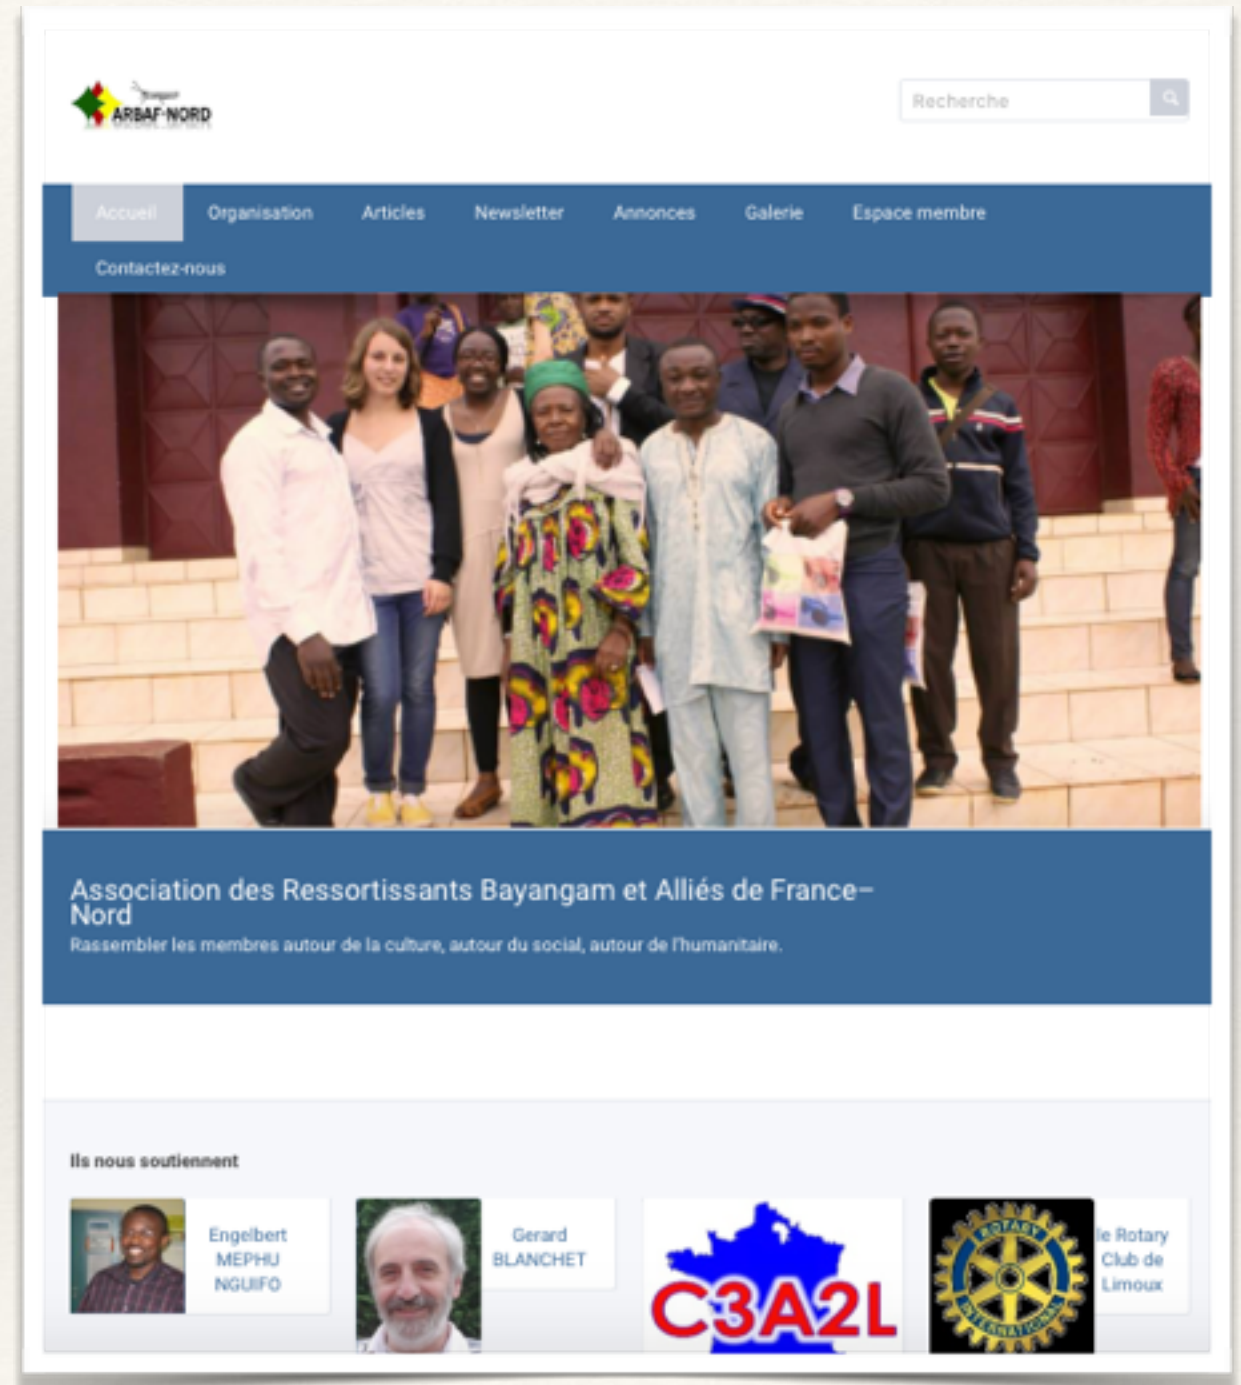 ARBAF-NORD
Recherche
Accueil
Organisation
Articles
Newsletter
Annonces
Galerie
Espace membre
Contactez-nous
Association des Ressortissants Bayangam et Alliés de France–
Nord
Rassembler les membres autour de la culture, autour du social, autour de l'humanitaire.
Ils nous soutiennent
Engelbert
MEPHU
NGUIFO
Gerard
BLANCHET
C3A2L
ROTARY
INTERNATIONAL
le Rotary
Club de
Limoux